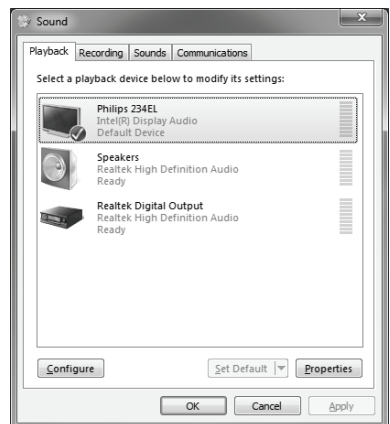 Sound
Playback Recording Sounds Communications
Select a playback device below to modify its settings:
Philips 234EL
Intel(R) Display Audio
Default Device
Speakers
Realtek High Definition Audio
Ready
Realtek Digital Output
Realtek High Definition Audio
Ready
Configure Set Default Properties
OK Cancel Apply